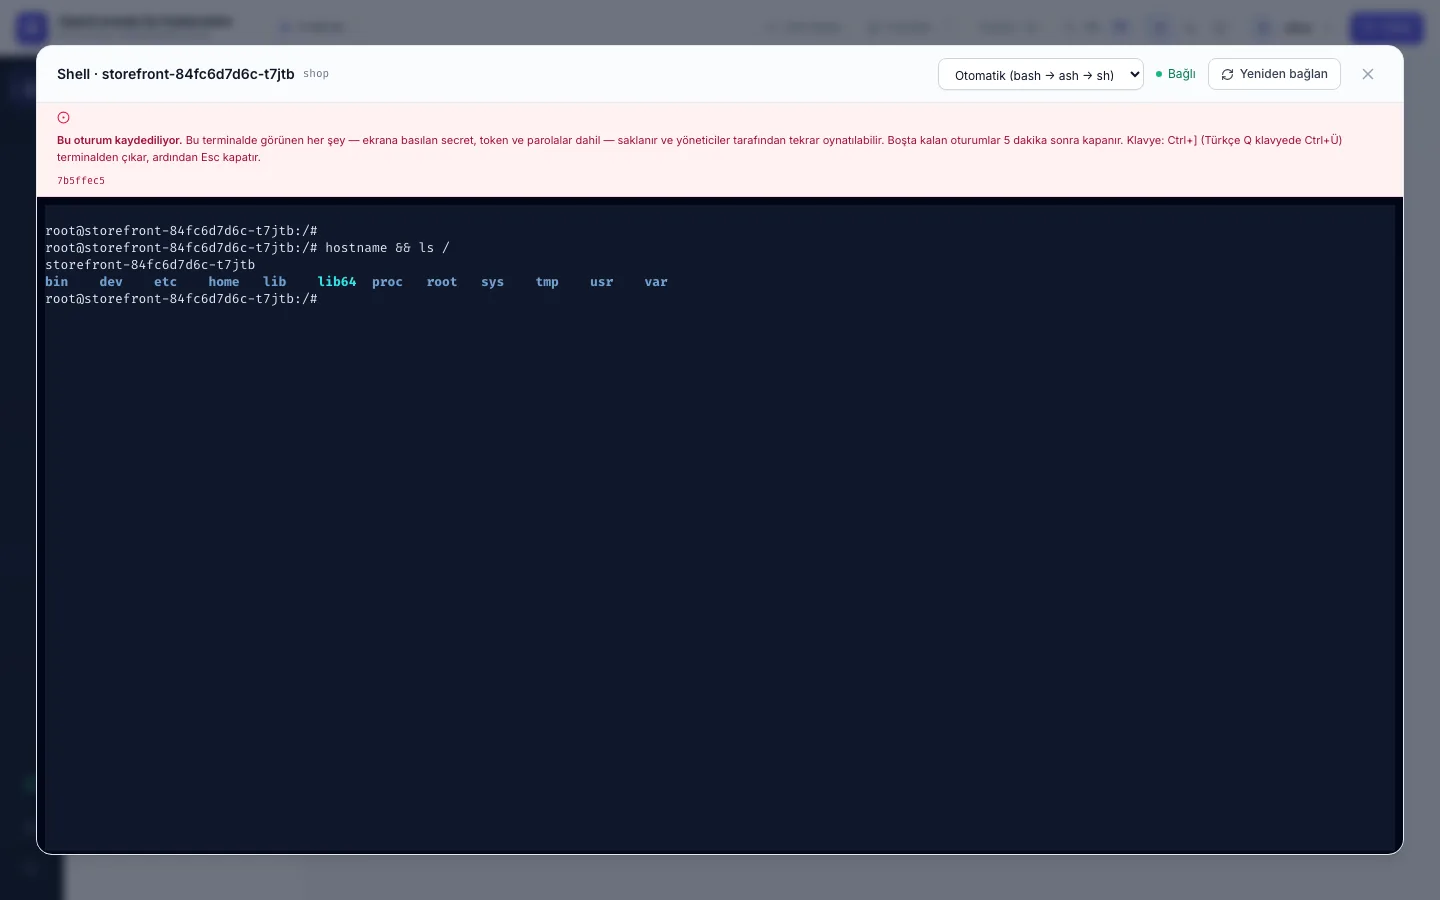 Shell · storefront-84fc6d7d6c-t7jtb shop
Otomatik (bash → ash → sh)
Bağlı
Yeniden bağlan
Bu oturum kaydediliyor. Bu terminalde görünen her şey — ekrana basılan secret, token ve parolalar dahil — saklanır ve yöneticiler tarafından tekrar oynatılabilir. Boşta kalan oturumlar 5 dakika sonra kapanır. Klavye: Ctrl+] (Türkçe Q klavyede Ctrl+Ü)
terminalden çıkar, ardından Esc kapatır.
7b5ffec5
root@storefront-84fc6d7d6c-t7jtb:/#
root@storefront-84fc6d7d6c-t7jtb:/# hostname && ls /
storefront-84fc6d7d6c-t7jtb
bin dev etc home lib lib64 proc root sys tmp usr var
root@storefront-84fc6d7d6c-t7jtb:/#